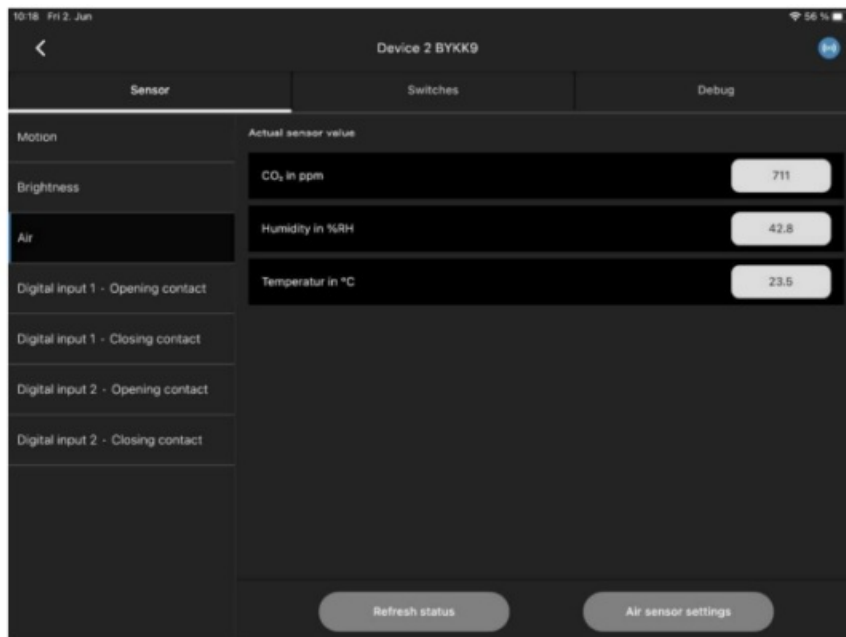 10:18 Fri 2. Jun 56 %
Device 2 BYKK9
Sensor Switches Debug
Motion
Brightness
Air
Digital input 1 - Opening contact
Digital input 1 - Closing contact
Digital input 2 - Opening contact
Digital input 2 - Closing contact
Actual sensor value
CO₂ in ppm 711
Humidity in %RH 42.8
Temperatur in °C 23.5
Refresh status Air sensor settings